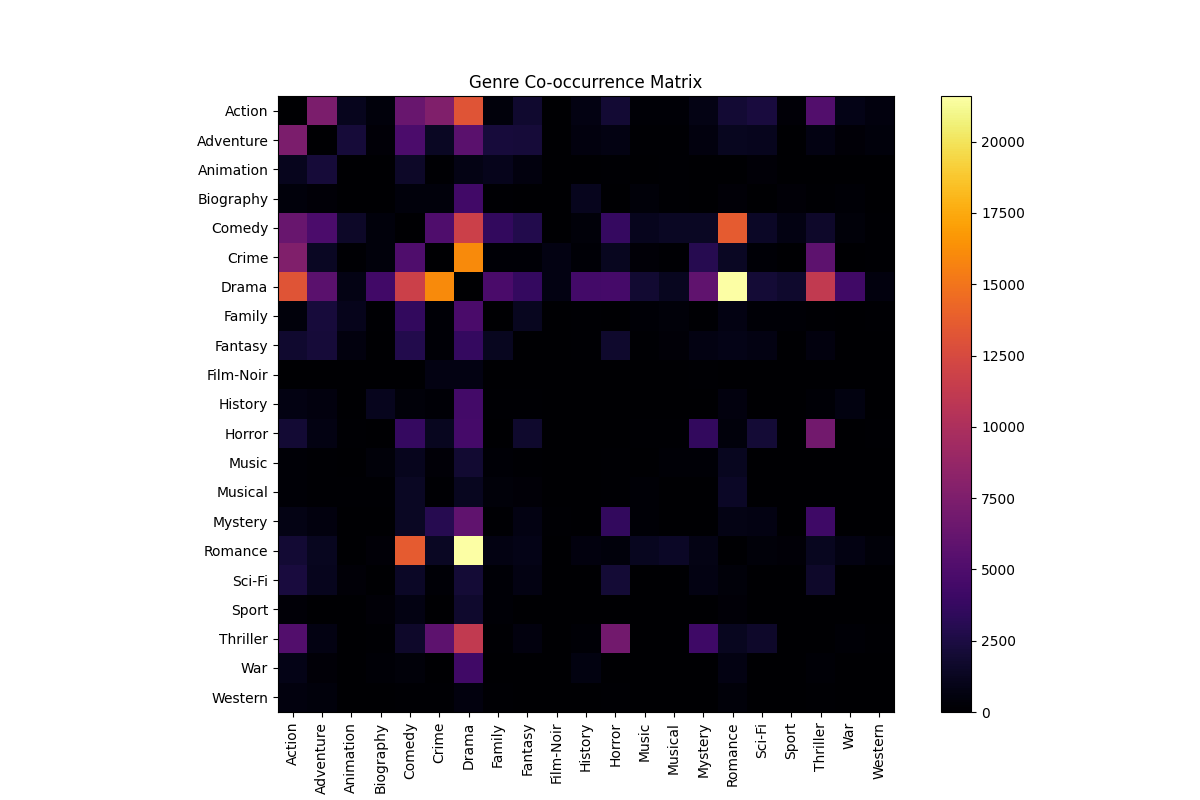 Genre Co-occurrence Matrix
Action
Adventure
Animation
Biography
Comedy
Crime
Drama
Family
Fantasy
Film-Noir
History
Horror
Music
Musical
Mystery
Romance
Sci-Fi
Sport
Thriller
War
Western
Action
Adventure
Animation
Biography
Comedy
Crime
Drama
Family
Fantasy
Film-Noir
History
Horror
Music
Musical
Mystery
Romance
Sci-Fi
Sport
Thriller
War
Western
20000
17500
15000
12500
10000
7500
5000
2500
0